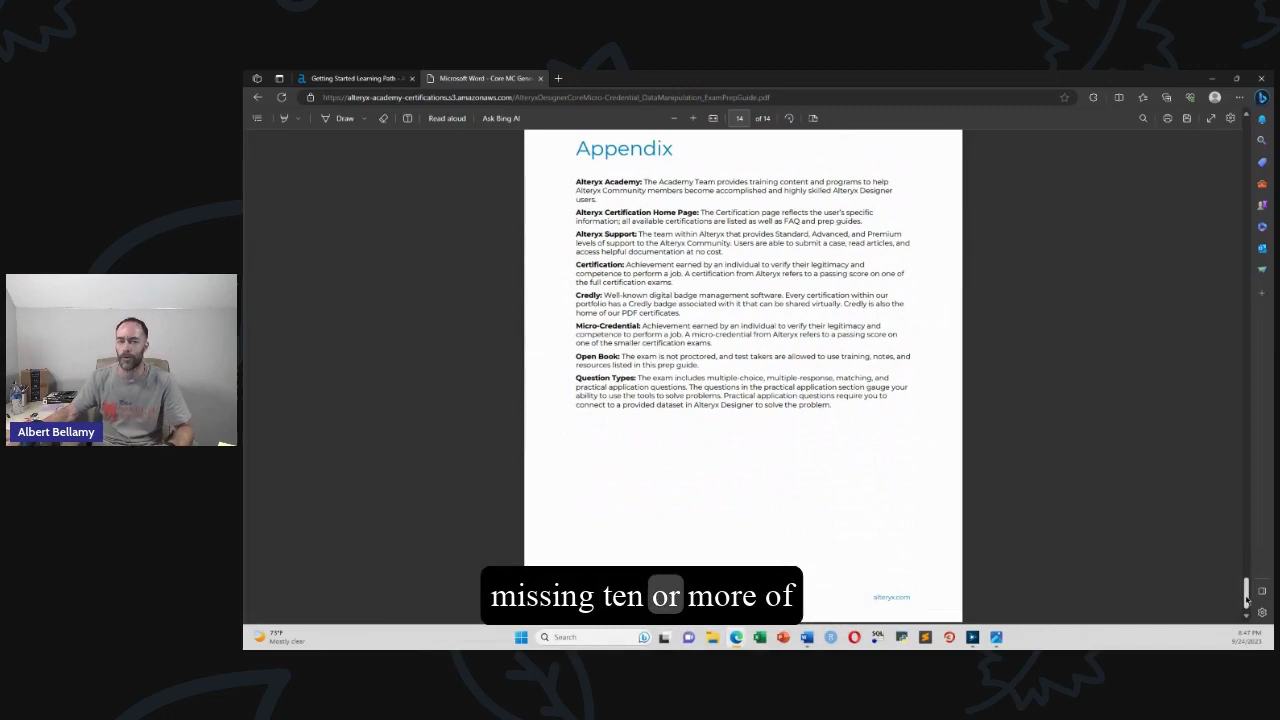 Getting Started Learning Path - A
Microsoft Word - Core MC Gene
https://alteryx-academy-certifications.s3.amazonaws.com/AlteryxDesignerCoreMicro-Credential_DataManipulation_ExamPrepGuide.pdf
Draw
Read aloud
Ask Bing AI
14
of 14
Appendix
Alteryx Academy: The Academy Team provides training content and programs to help
Alteryx Community members become accomplished and highly skilled Alteryx Designer
users.
Alteryx Certification Home Page: The Certification page reflects the user's specific
information; all available certifications are listed as well as FAQ and prep guides.
Alteryx Support: The team within Alteryx that provides Standard, Advanced, and Premium
levels of support to the Alteryx Community. Users are able to submit a case, read articles, and
access helpful documentation at no cost.
Certification: Achievement earned by an individual to verify their legitimacy and
competence to perform a job. A certification from Alteryx refers to a passing score on one of
the full certification exams.
Credly: Well-known digital badge management software. Every certification within our
portfolio has a Credly badge associated with it that can be shared virtually. Credly is also the
home of our PDF certificates.
Micro-Credential: Achievement earned by an individual to verify their legitimacy and
competence to perform a job. A micro-credential from Alteryx refers to a passing score on
one of the smaller certification exams.
Open Book: The exam is not proctored, and test takers are allowed to use training, notes, and
resources listed in this prep guide.
Question Types: The exam includes multiple-choice, multiple-response, matching, and
practical application questions. The questions in the practical application section gauge your
ability to use the tools to solve problems. Practical application questions require you to
connect to a provided dataset in Alteryx Designer to solve the problem.
Albert Bellamy
missing ten or more of
alteryx.com
73°F
Mostly clear
Search
SQL
8:47 PM
9/24/2023